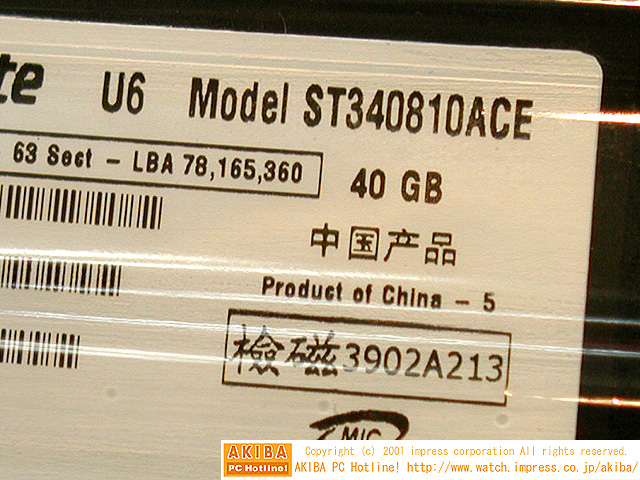 te U6 Model ST340810ACE
63 Sect - LBA 78,165,360
40 GB
中国产品
Product of China - 5
檢磁3902A213
MIC
AKIBA
PC Hotline!
Copyright (c) 2001 impress corporation All rights reserved.
AKIBA PC Hotline! http://www.watch.impress.co.jp/akiba/